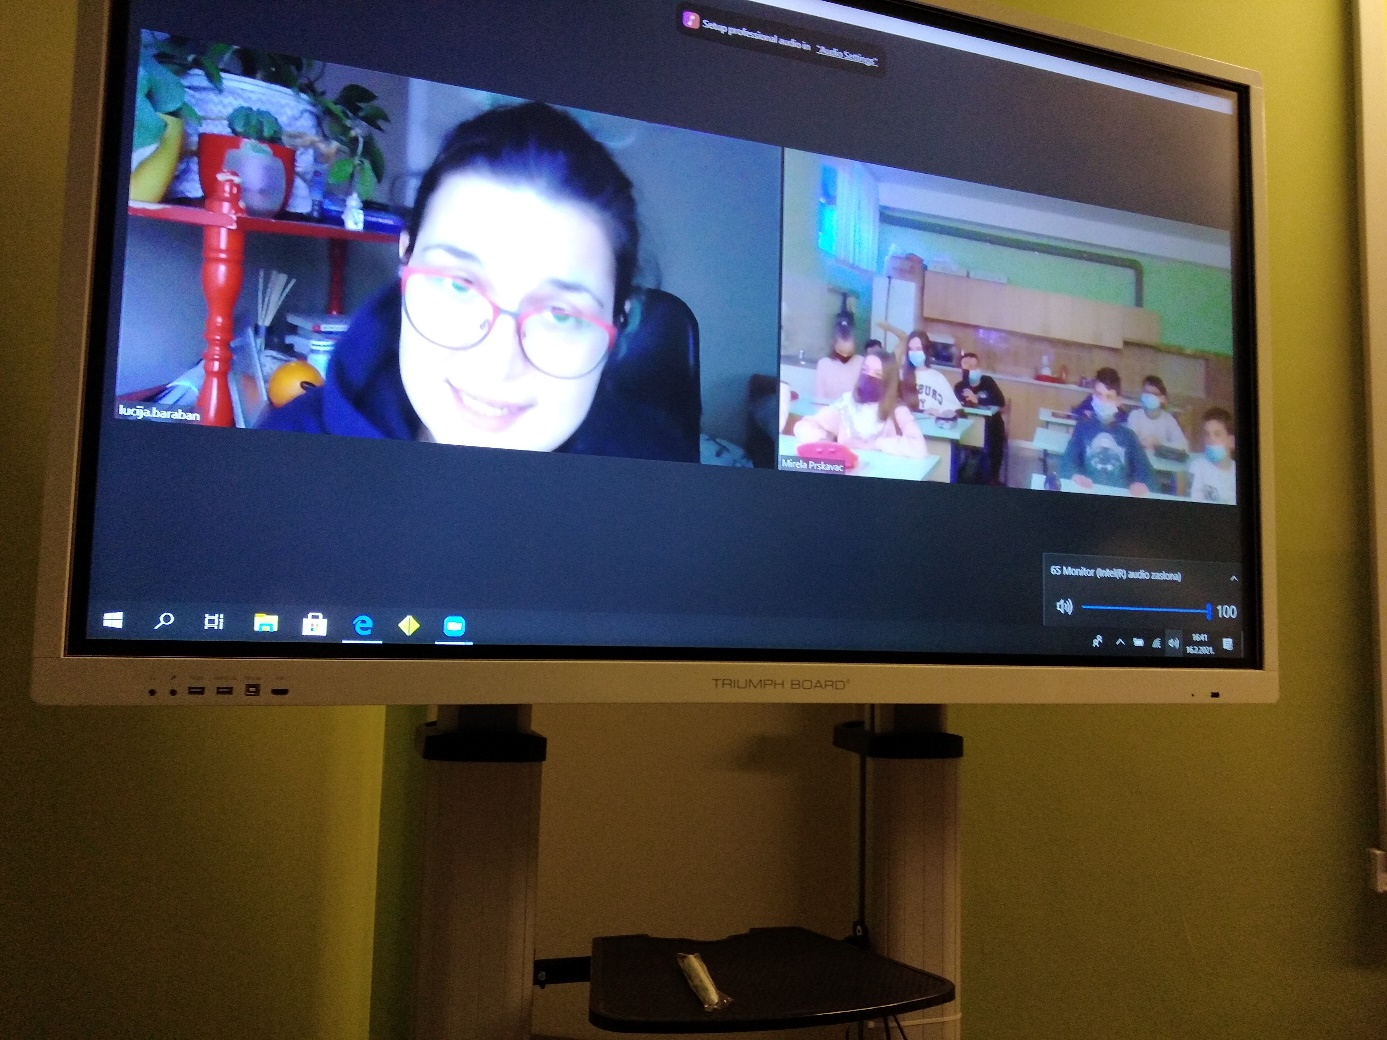 Setup professional audio in "Audio Settings"
lucija.baraban
Mirela Prskavac
6S Monitor (Intel(R) audio zaslona)
100
16:41
16.2.2021.
TRIUMPH BOARD